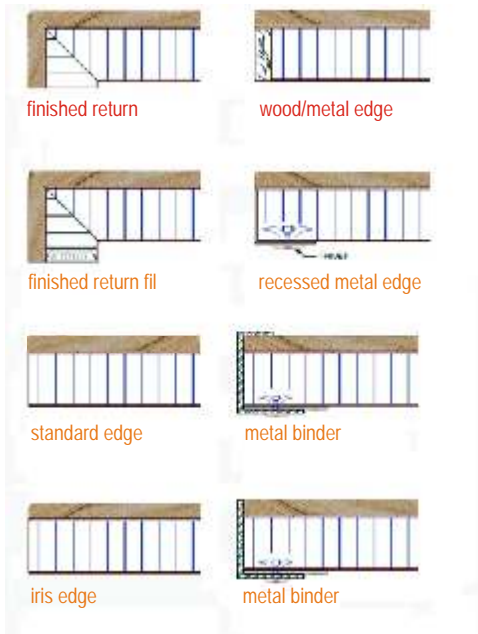 finished return
wood/metal edge
finished return fil
recessed metal edge
standard edge
metal binder
iris edge
metal binder